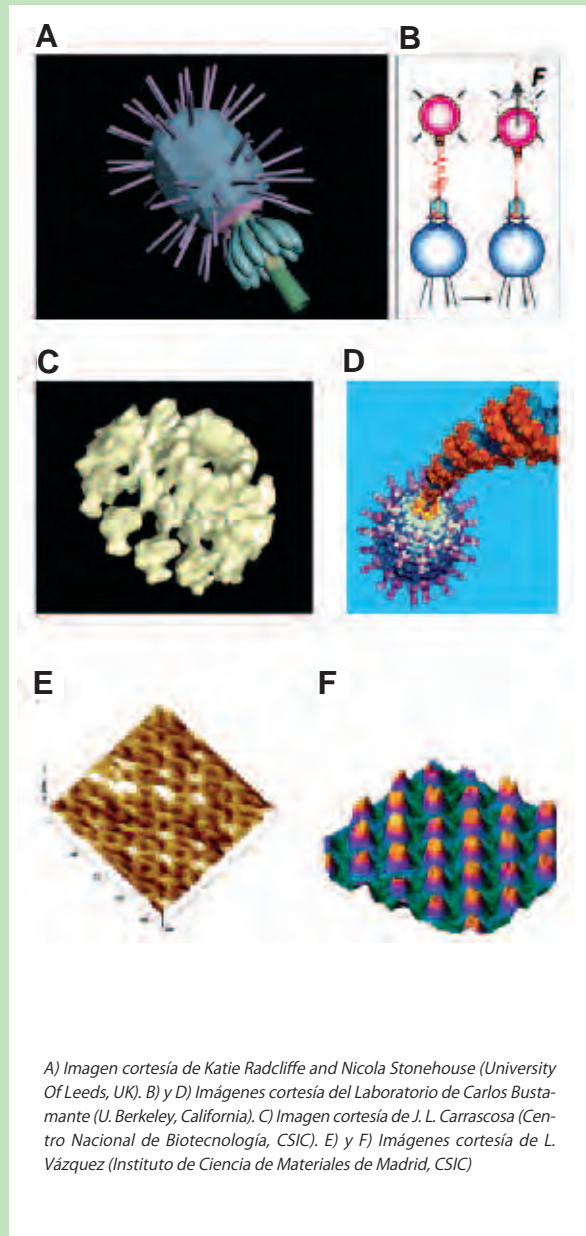 A
B
F
C
D
E
F
A) Imagen cortesía de Katie Radcliffe and Nicola Stonehouse (University
Of Leeds, UK). B) y D) Imágenes cortesía del Laboratorio de Carlos Busta-
mante (U. Berkeley, California). C) Imagen cortesía de J. L. Carrascosa (Cen-
tro Nacional de Biotecnología, CSIC). E) y F) Imágenes cortesía de L.
Vázquez (Instituto de Ciencia de Materiales de Madrid, CSIC)